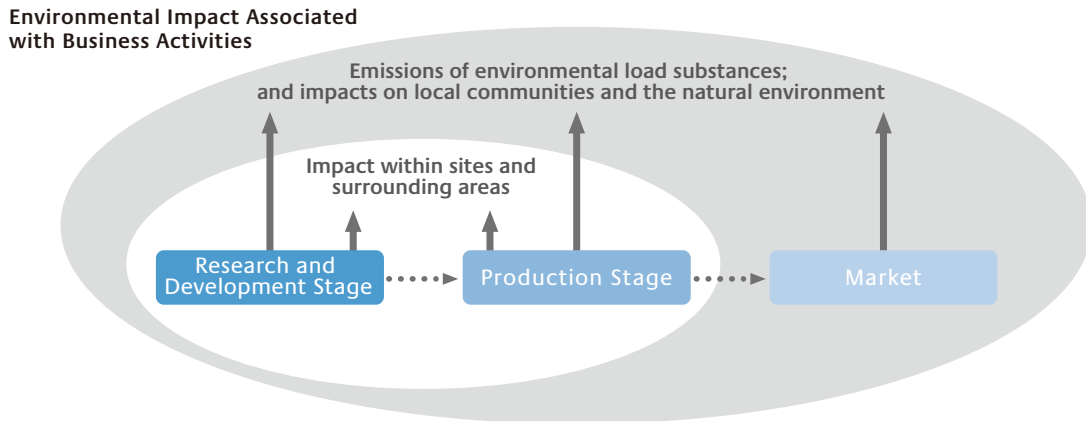 Environmental Impact Associated
with Business Activities
Emissions of environmental load substances;
and impacts on local communities and the natural environment
Impact within sites and
surrounding areas
Research and
Development Stage
Production Stage
Market